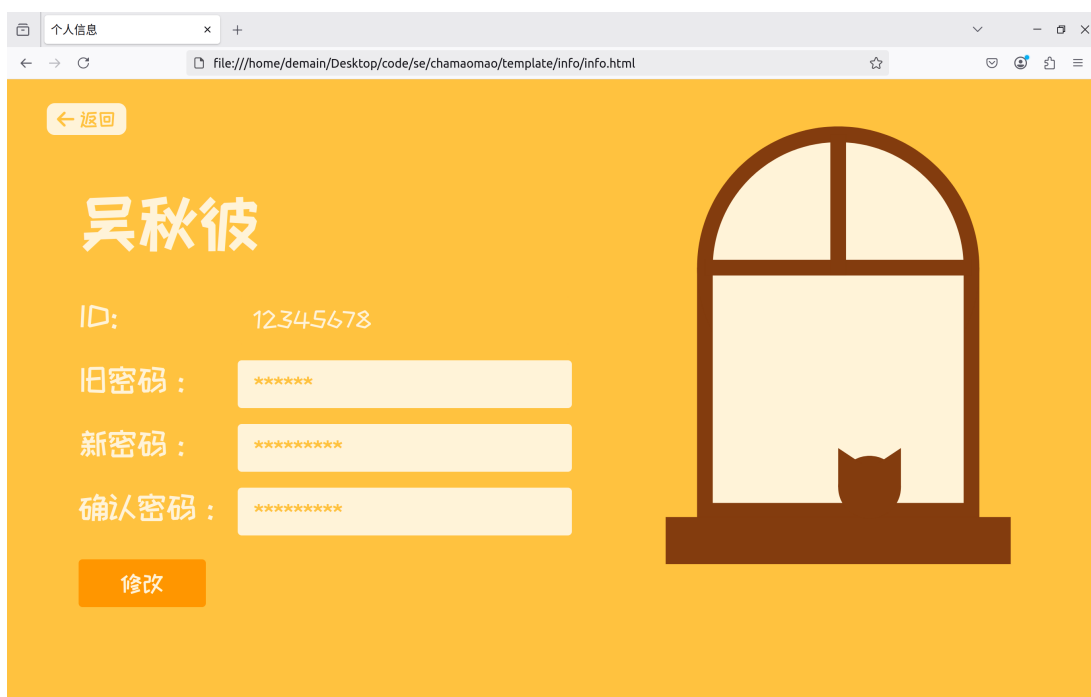 个人信息
file:///home/demain/Desktop/code/se/chamaomao/template/info/info.html
返回
吴秋彼
ID: 12345678
旧密码： ******
新密码： *********
确认密码： *********
修改